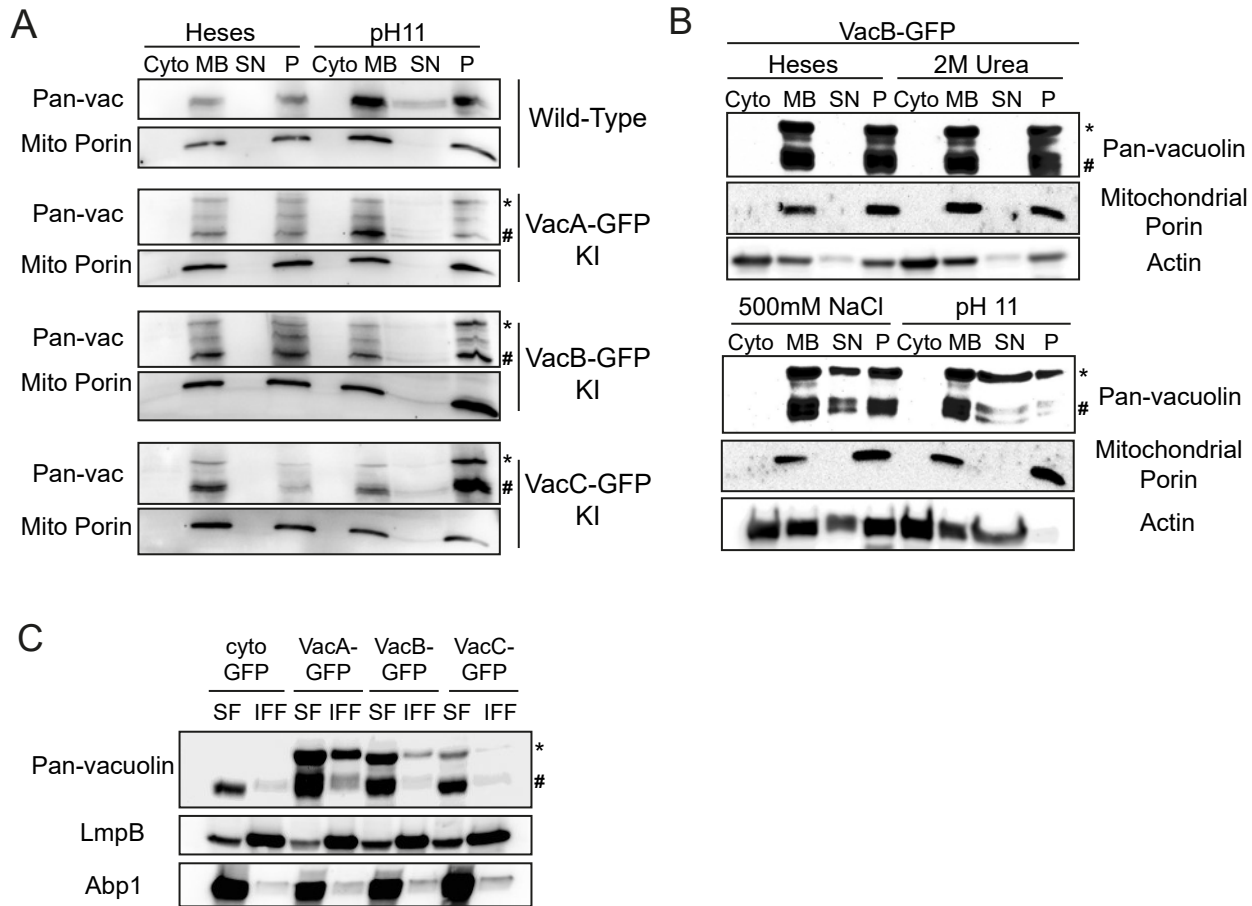 A
Heses pH11
Cyto MB SN P Cyto MB SN P
Pan-vac
Mito Porin
Wild-Type
Pan-vac * #
Mito Porin
VacA-GFP
KI
Pan-vac * #
Mito Porin
VacB-GFP
KI
Pan-vac * #
Mito Porin
VacC-GFP
KI
B
VacB-GFP
Heses 2M Urea
Cyto MB SN P Cyto MB SN P
*
Pan-vacuolin
#
Mitochondrial
Porin
Actin
500mM NaCl pH 11
Cyto MB SN P Cyto MB SN P
*
Pan-vacuolin
#
Mitochondrial
Porin
Actin
C
cyto VacA- VacB- VacC-
GFP GFP GFP GFP
SF IFF SF IFF SF IFF SF IFF
*
Pan-vacuolin
#
LmpB
Abp1